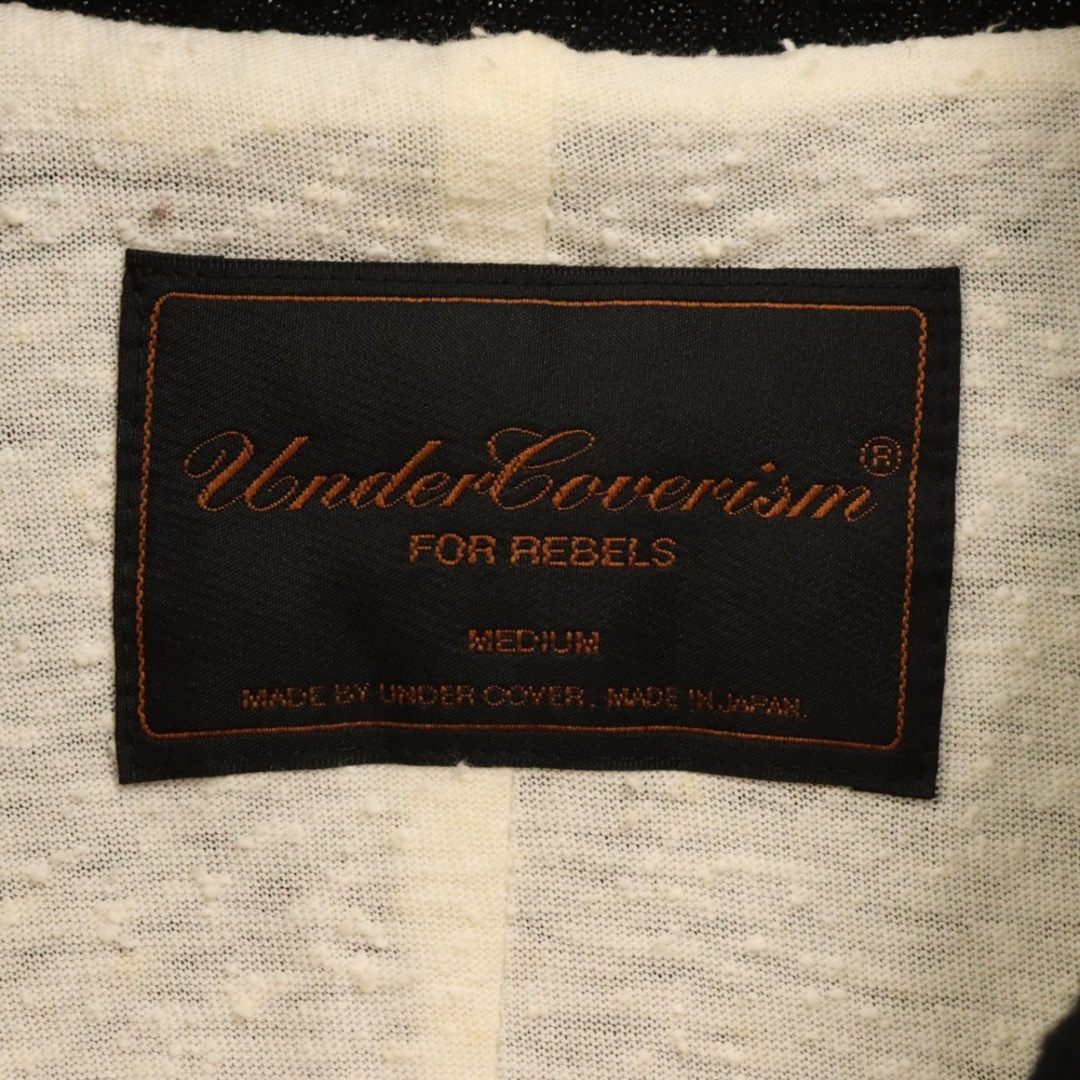 UnderCoverism®
FOR REBELS
MEDIUM
MADE BY UNDER COVER. MADE IN JAPAN.